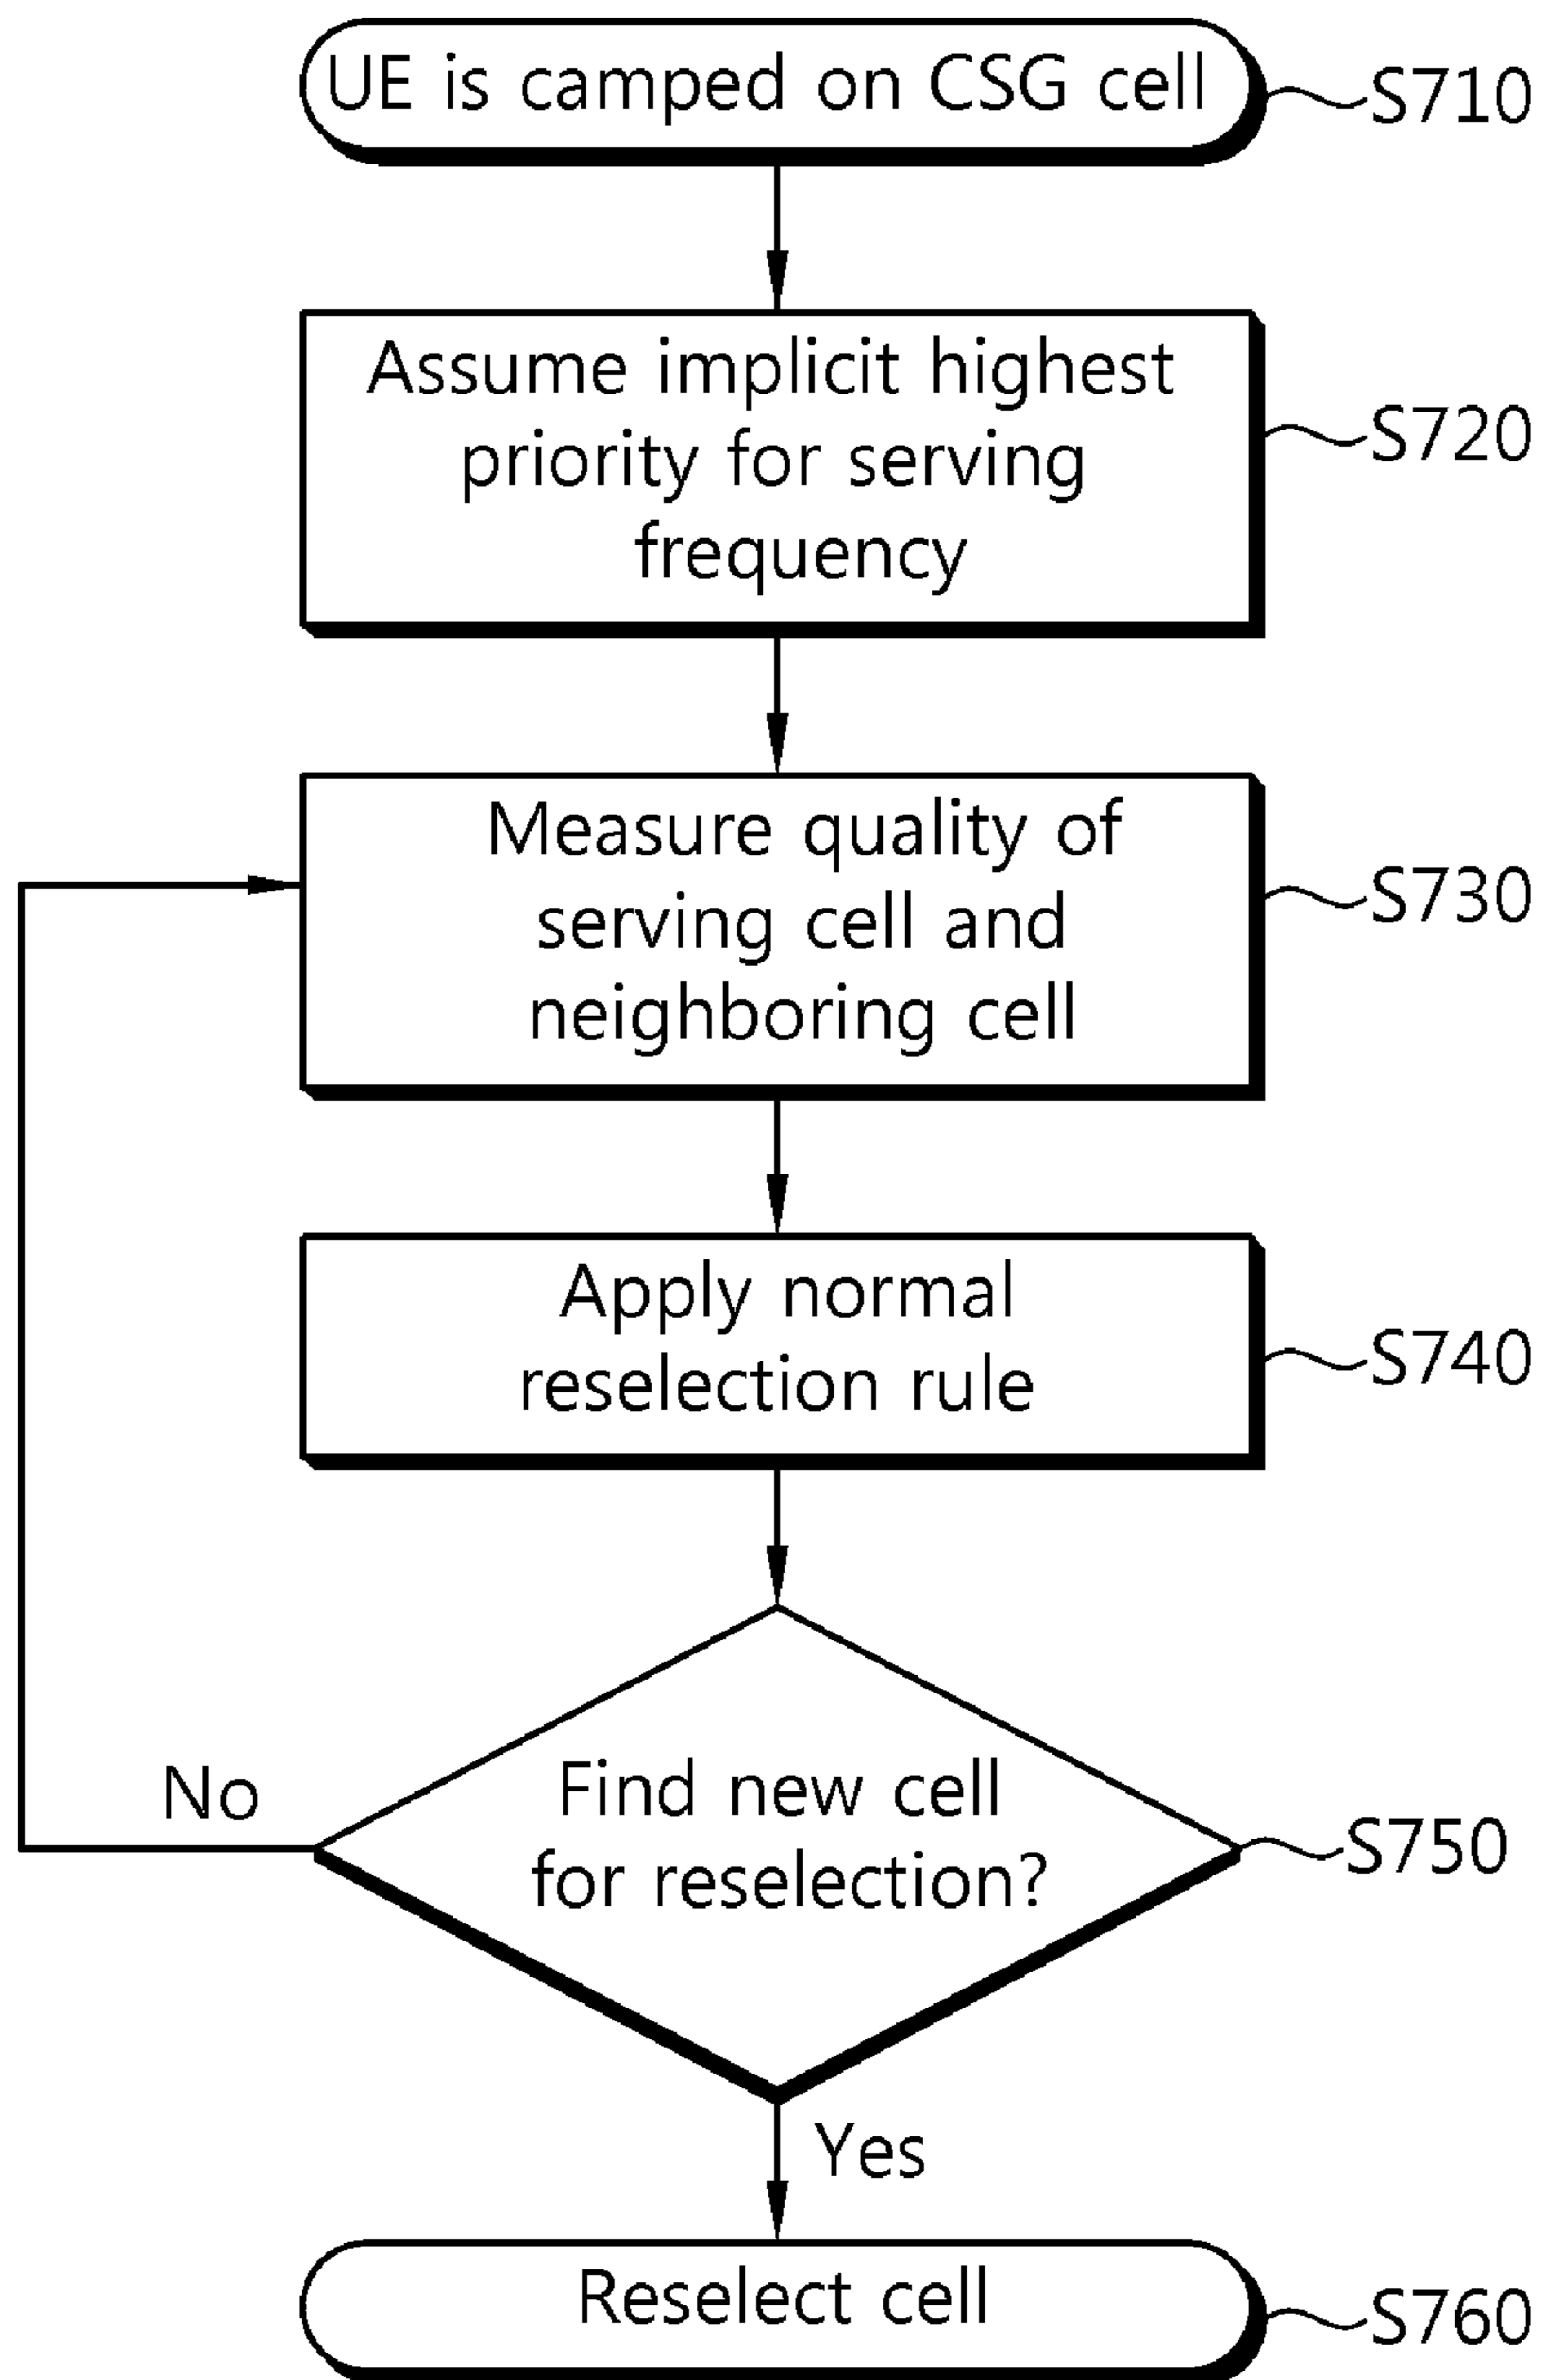 UE is camped on CSG cell
S710
Assume implicit highest
priority for serving
frequency
S720
Measure quality of
serving cell and
neighboring cell
S730
Apply normal
reselection rule
S740
Find new cell
for reselection?
S750
No
Yes
Reselect cell
S760